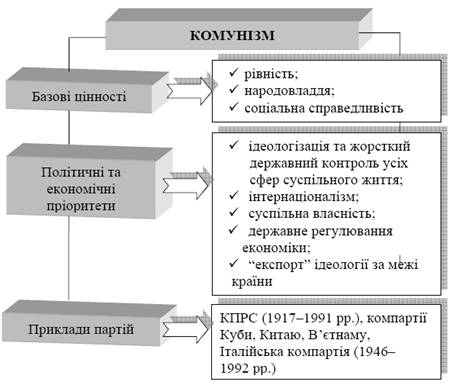 КОМУНІЗМ
Базові цінності
✓ рівність;
✓ народовладдя;
✓ соціальна справедливість
Політичні та
економічні
пріоритети
✓ ідеологізація та жорсткий
державний контроль усіх
сфер суспільного життя;
✓ інтернаціоналізм;
✓ суспільна власність;
✓ державне регулювання
економіки;
✓ “експорт” ідеології за межі
країни
Приклади партій
КПРС (1917–1991 рр.), компартії
Куби, Китаю, В’єтнаму,
Італійська компартія (1946–
1992 рр.)